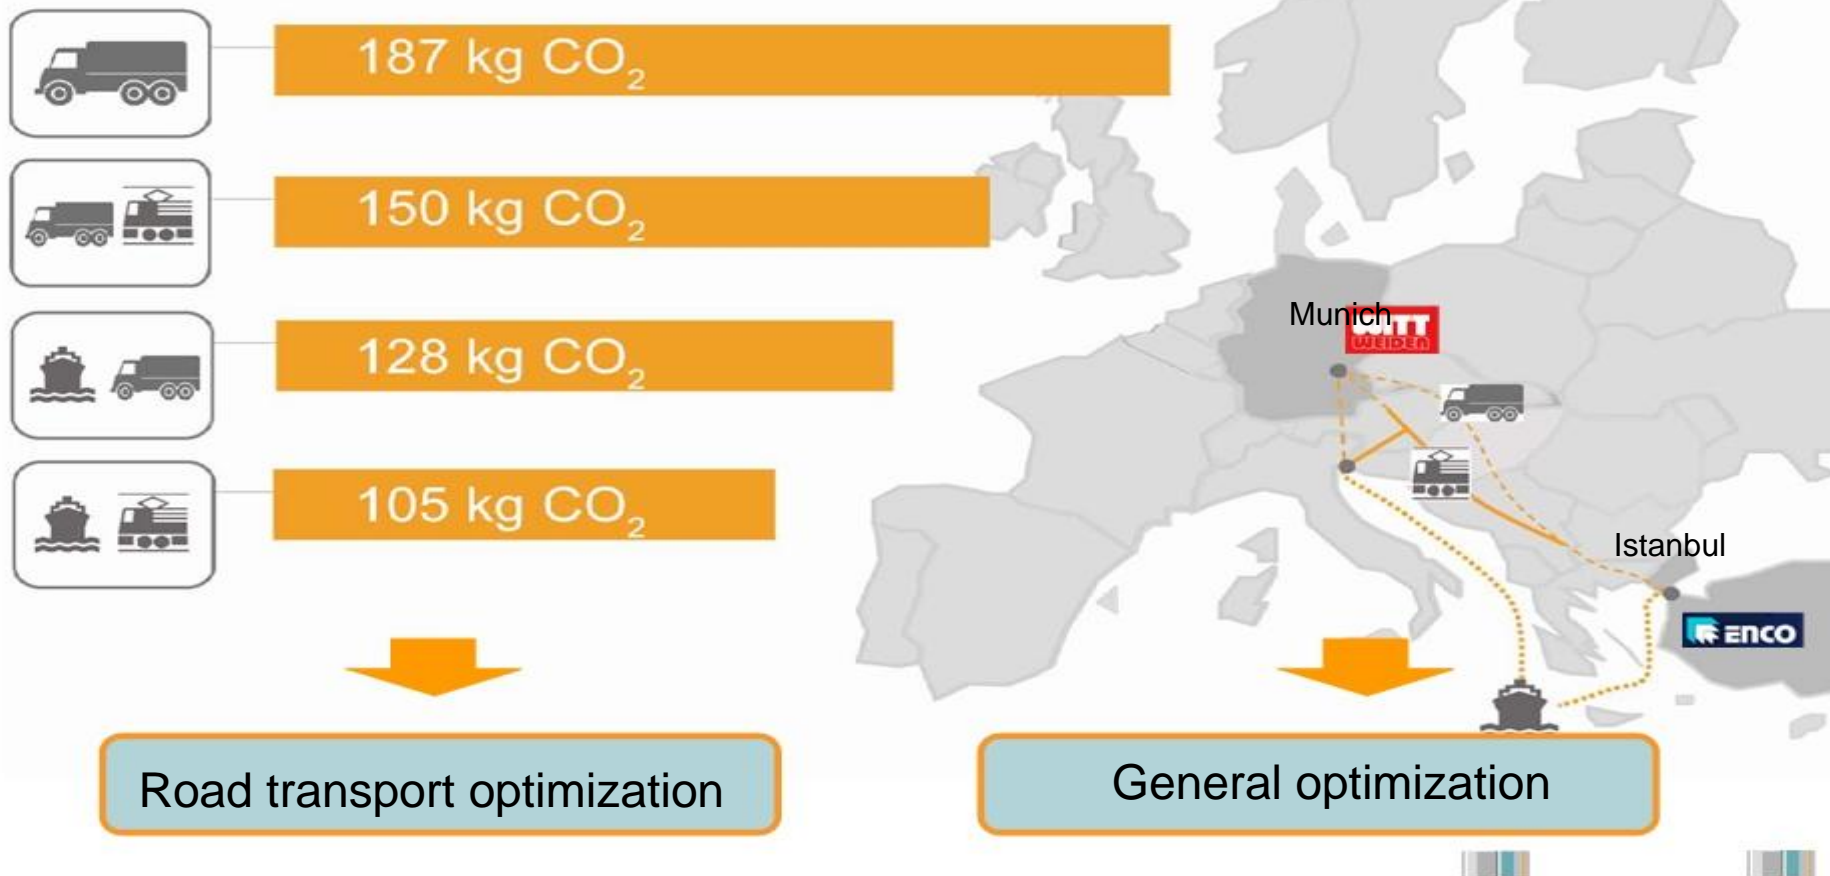 187 kg CO₂
150 kg CO₂
128 kg CO₂
105 kg CO₂
Munich
WITT
WEIDEN
Istanbul
ENCO
Road transport optimization
General optimization